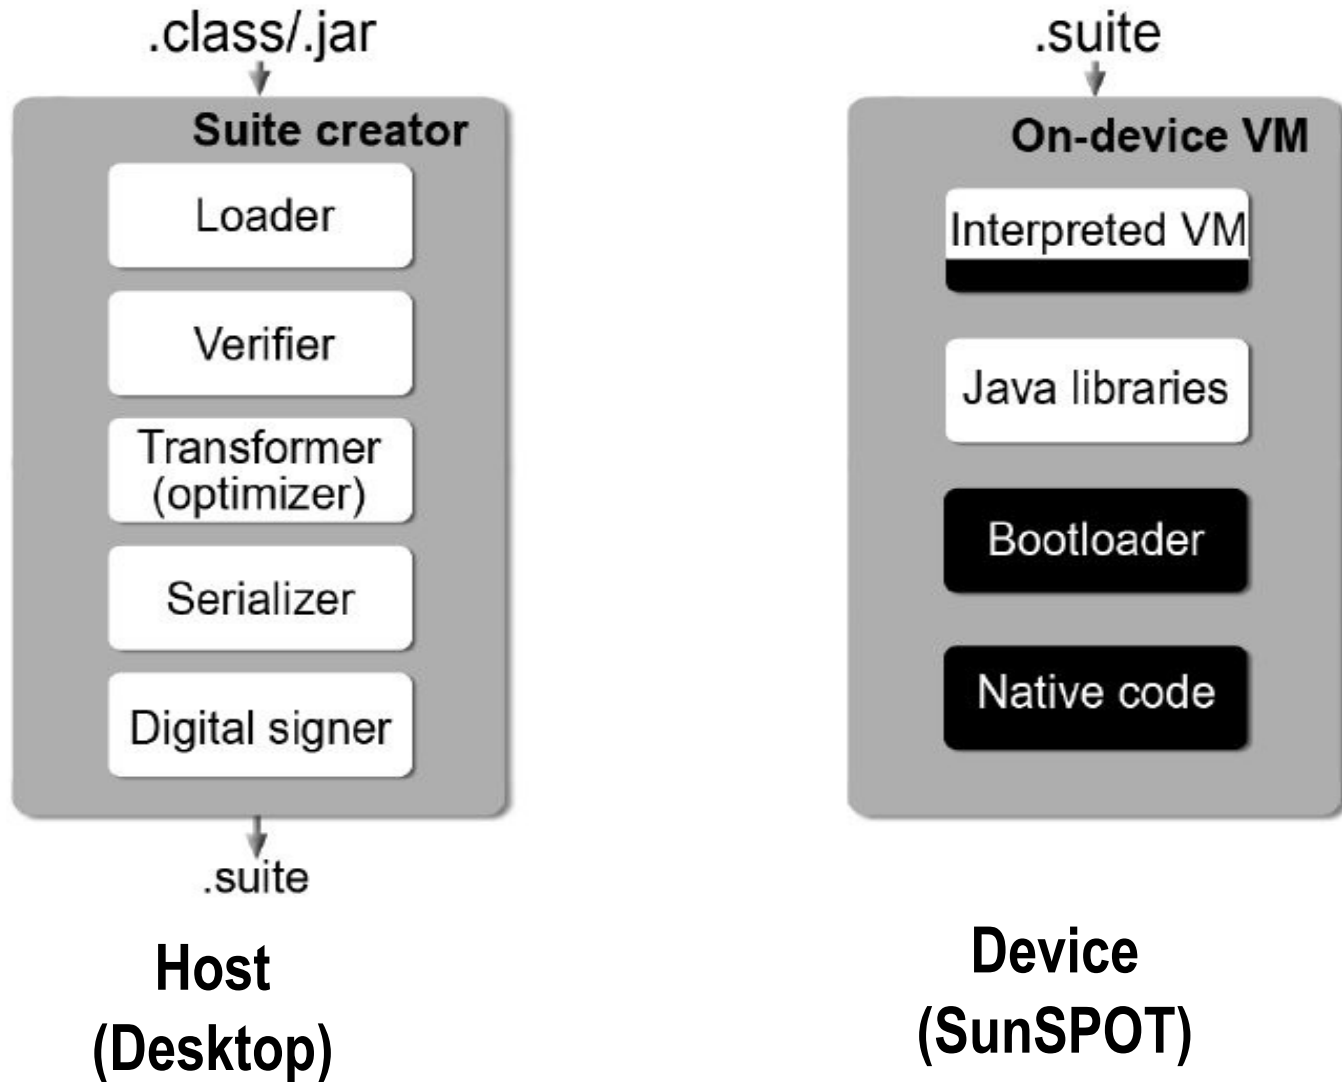 .class/.jar
Suite creator
Loader
Verifier
Transformer
(optimizer)
Serializer
Digital signer
.suite
Host
(Desktop)
.suite
On-device VM
Interpreted VM
Java libraries
Bootloader
Native code
Device
(SunSPOT)